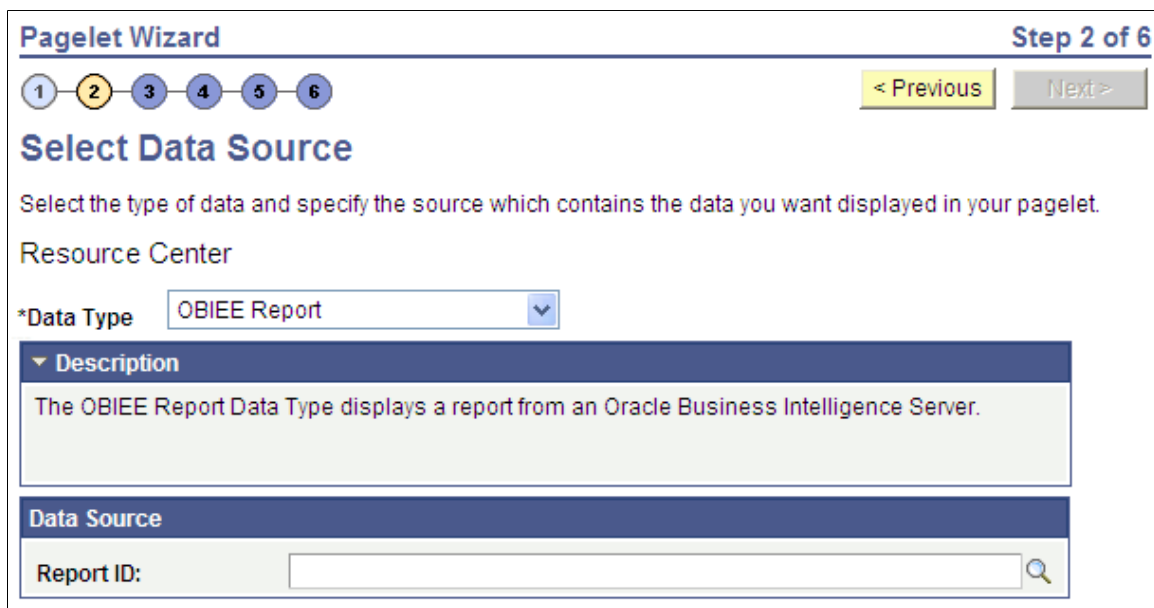 Pagelet Wizard Step 2 of 6
1 2 3 4 5 6 < Previous Next >
Select Data Source
Select the type of data and specify the source which contains the data you want displayed in your pagelet.
Resource Center
*Data Type OBIEE Report
Description
The OBIEE Report Data Type displays a report from an Oracle Business Intelligence Server.
Data Source
Report ID: